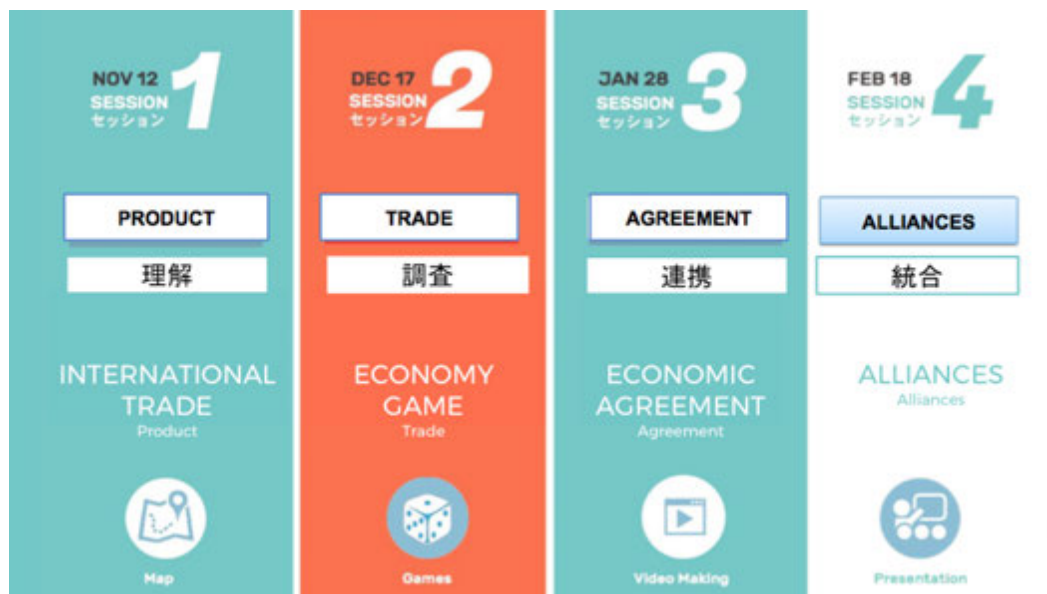 NOV 12
SESSION
セッション
1
PRODUCT
理解
INTERNATIONAL
TRADE
Product
Map
DEC 17
SESSION
セッション
2
TRADE
調査
ECONOMY
GAME
Trade
Games
JAN 28
SESSION
セッション
3
AGREEMENT
連携
ECONOMIC
AGREEMENT
Agreement
Video Making
FEB 18
SESSION
セッション
4
ALLIANCES
統合
ALLIANCES
Alliances
Presentation